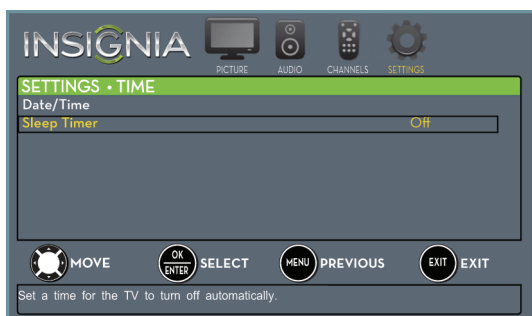 INSIGNIA
PICTURE AUDIO CHANNELS SETTINGS
SETTINGS • TIME
Date/Time
Sleep Timer Off
MOVE OK ENTER SELECT MENU PREVIOUS EXIT EXIT
Set a time for the TV to turn off automatically.